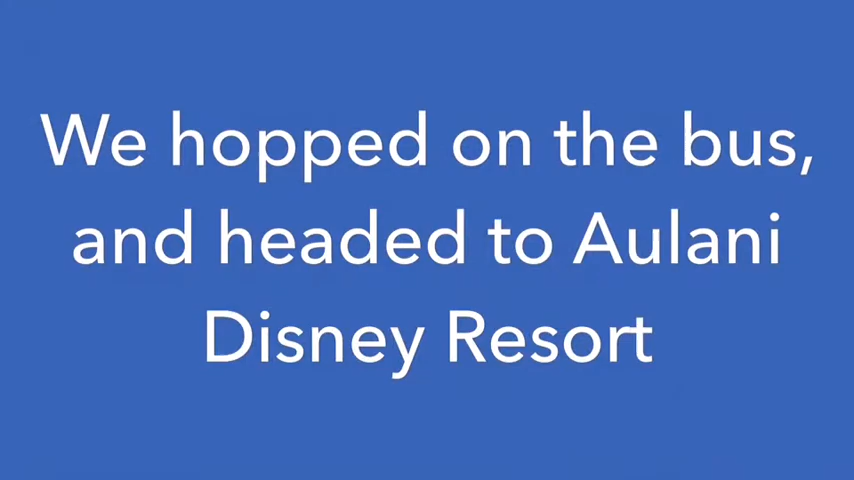 We hopped on the bus,
and headed to Aulani
Disney Resort